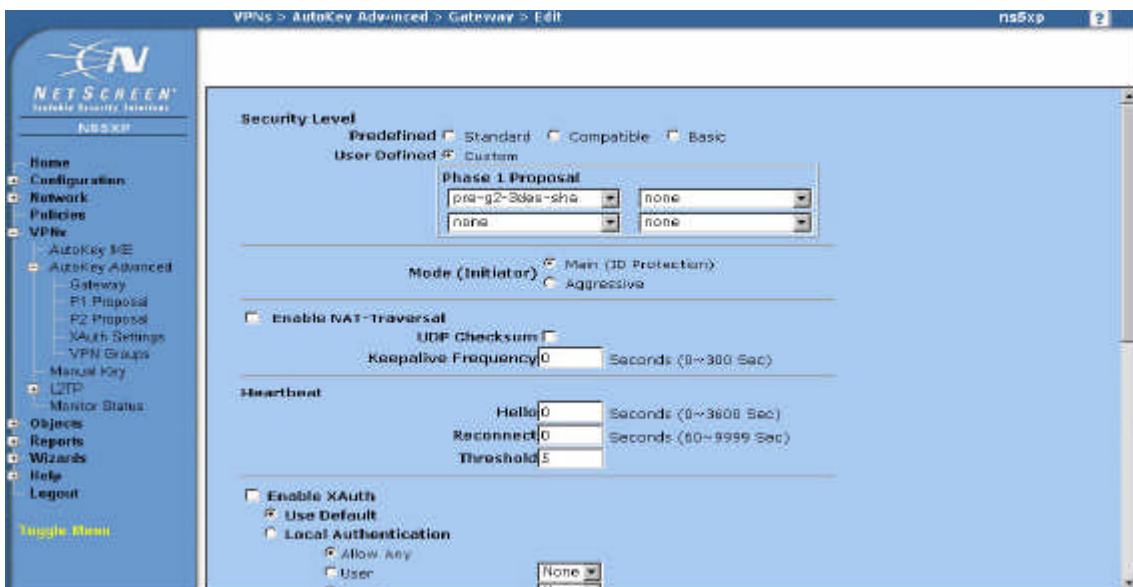 VPNs > AutoKey Advanced > Gateway > Edit
ns5xp
?
N
NETSCREEN
Scalable Security Solutions
NS5XP
Home
Configuration
Network
Policies
VPNs
AutoKey IKE
AutoKey Advanced
Gateway
P1 Proposal
P2 Proposal
XAuth Settings
VPN Groups
Manual Key
L2TP
Monitor Status
Objects
Reports
Wizards
Help
Logout
Toggle Menu
Security Level
Predefined Standard Compatible Basic
User Defined Custom
Phase 1 Proposal
pre-g2-3des-sha none
none none
Mode (Initiator) Main (ID Protection)
Aggressive
Enable NAT-Traversal
UDP Checksum
Keepalive Frequency 0 Seconds (0~300 Sec)
Heartbeat
Hello 0 Seconds (0~3600 Sec)
Reconnect 0 Seconds (60~9999 Sec)
Threshold 5
Enable XAuth
Use Default
Local Authentication
Allow Any
User None